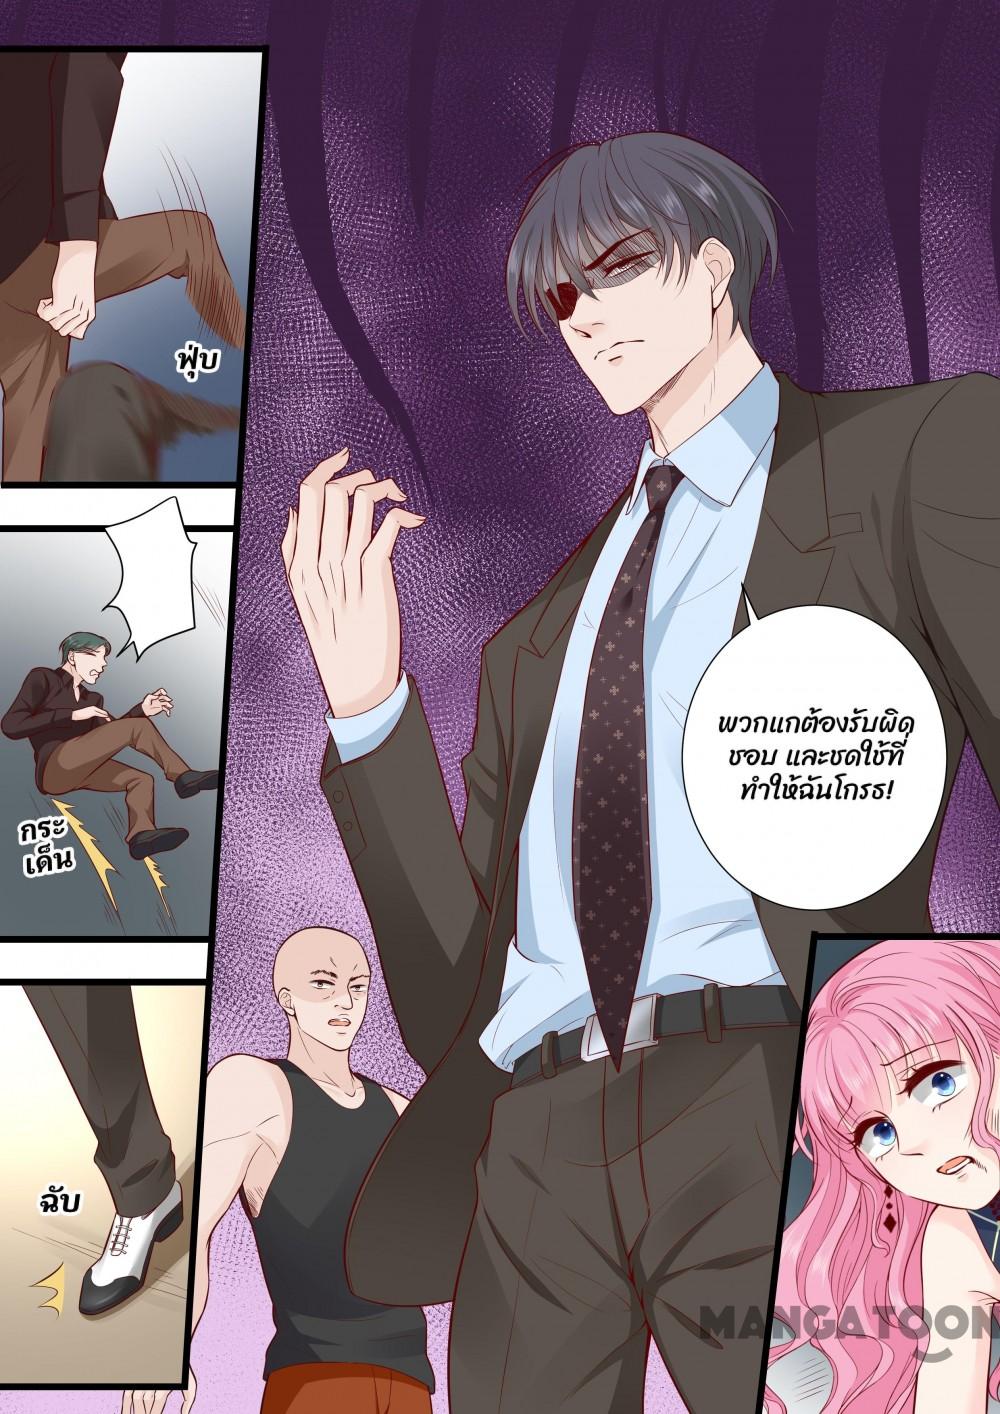 ฟุ่บ
กระ
เด็น
ฉับ
พวกแกต้องรับผิด
ชอบ และชดใช้ที่
ทำให้ฉันโกรธ!
MANGATOON